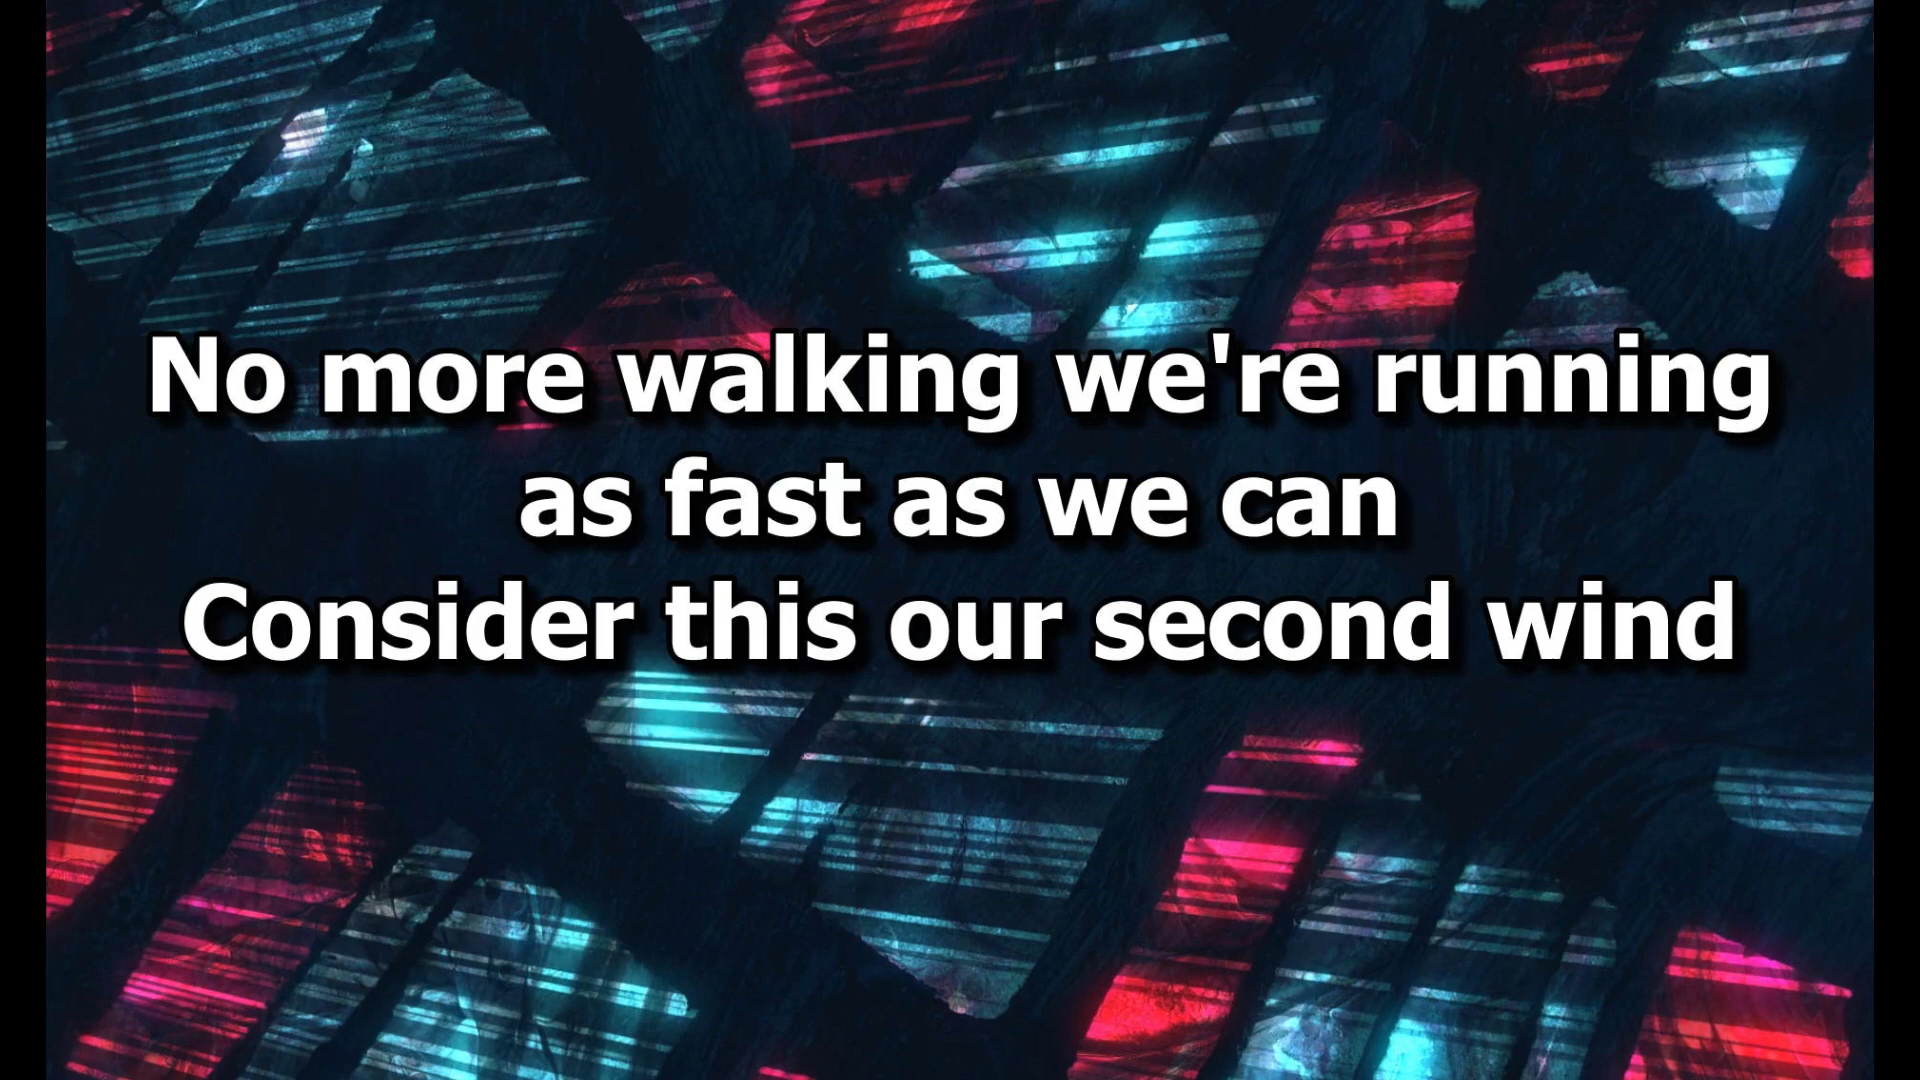 No more walking we're running
as fast as we can
Consider this our second wind